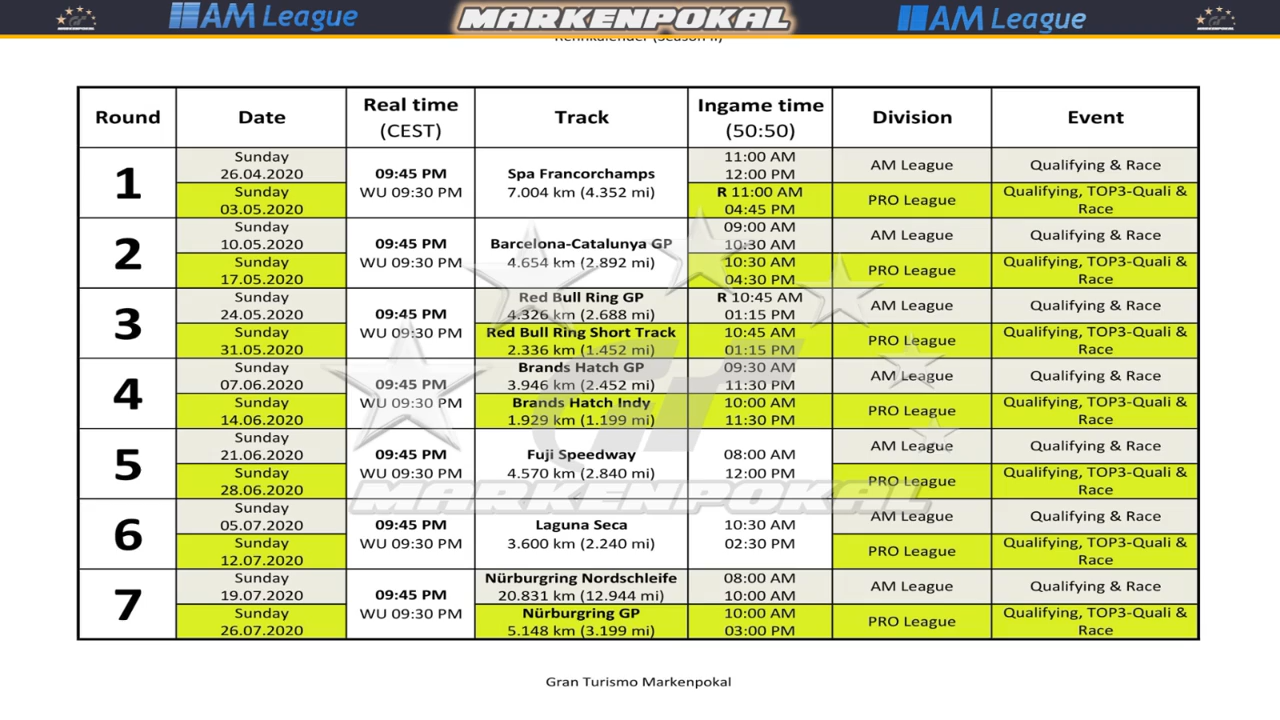 AM League
MARKENPOKAL
AM League
Rennkalender (Season II)
Round
Date
Real time
(CEST)
Track
Ingame time
(50:50)
Division
Event
1
Sunday
26.04.2020
09:45 PM
WU 09:30 PM
Spa Francorchamps
7.004 km (4.352 mi)
11:00 AM
12:00 PM
AM League
Qualifying & Race
Sunday
03.05.2020
R 11:00 AM
04:45 PM
PRO League
Qualifying, TOP3-Quali &
Race
2
Sunday
10.05.2020
09:45 PM
WU 09:30 PM
Barcelona-Catalunya GP
4.654 km (2.892 mi)
09:00 AM
10:30 AM
AM League
Qualifying & Race
Sunday
17.05.2020
10:30 AM
04:30 PM
PRO League
Qualifying, TOP3-Quali &
Race
3
Sunday
24.05.2020
09:45 PM
WU 09:30 PM
Red Bull Ring GP
4.326 km (2.688 mi)
R 10:45 AM
01:15 PM
AM League
Qualifying & Race
Sunday
31.05.2020
Red Bull Ring Short Track
2.336 km (1.452 mi)
10:45 AM
01:15 PM
PRO League
Qualifying, TOP3-Quali &
Race
4
Sunday
07.06.2020
09:45 PM
WU 09:30 PM
Brands Hatch GP
3.946 km (2.452 mi)
09:30 AM
11:30 PM
AM League
Qualifying & Race
Sunday
14.06.2020
Brands Hatch Indy
1.929 km (1.199 mi)
10:00 AM
11:30 PM
PRO League
Qualifying, TOP3-Quali &
Race
5
Sunday
21.06.2020
09:45 PM
WU 09:30 PM
Fuji Speedway
4.570 km (2.840 mi)
08:00 AM
12:00 PM
AM League
Qualifying & Race
Sunday
28.06.2020
PRO League
Qualifying, TOP3-Quali &
Race
MARKENPOKAL
6
Sunday
05.07.2020
09:45 PM
WU 09:30 PM
Laguna Seca
3.600 km (2.240 mi)
10:30 AM
02:30 PM
AM League
Qualifying & Race
Sunday
12.07.2020
PRO League
Qualifying, TOP3-Quali &
Race
7
Sunday
19.07.2020
09:45 PM
WU 09:30 PM
Nürburgring Nordschleife
20.831 km (12.944 mi)
08:00 AM
10:00 AM
AM League
Qualifying & Race
Sunday
26.07.2020
Nürburgring GP
5.148 km (3.199 mi)
10:00 AM
03:00 PM
PRO League
Qualifying, TOP3-Quali &
Race
Gran Turismo Markenpokal